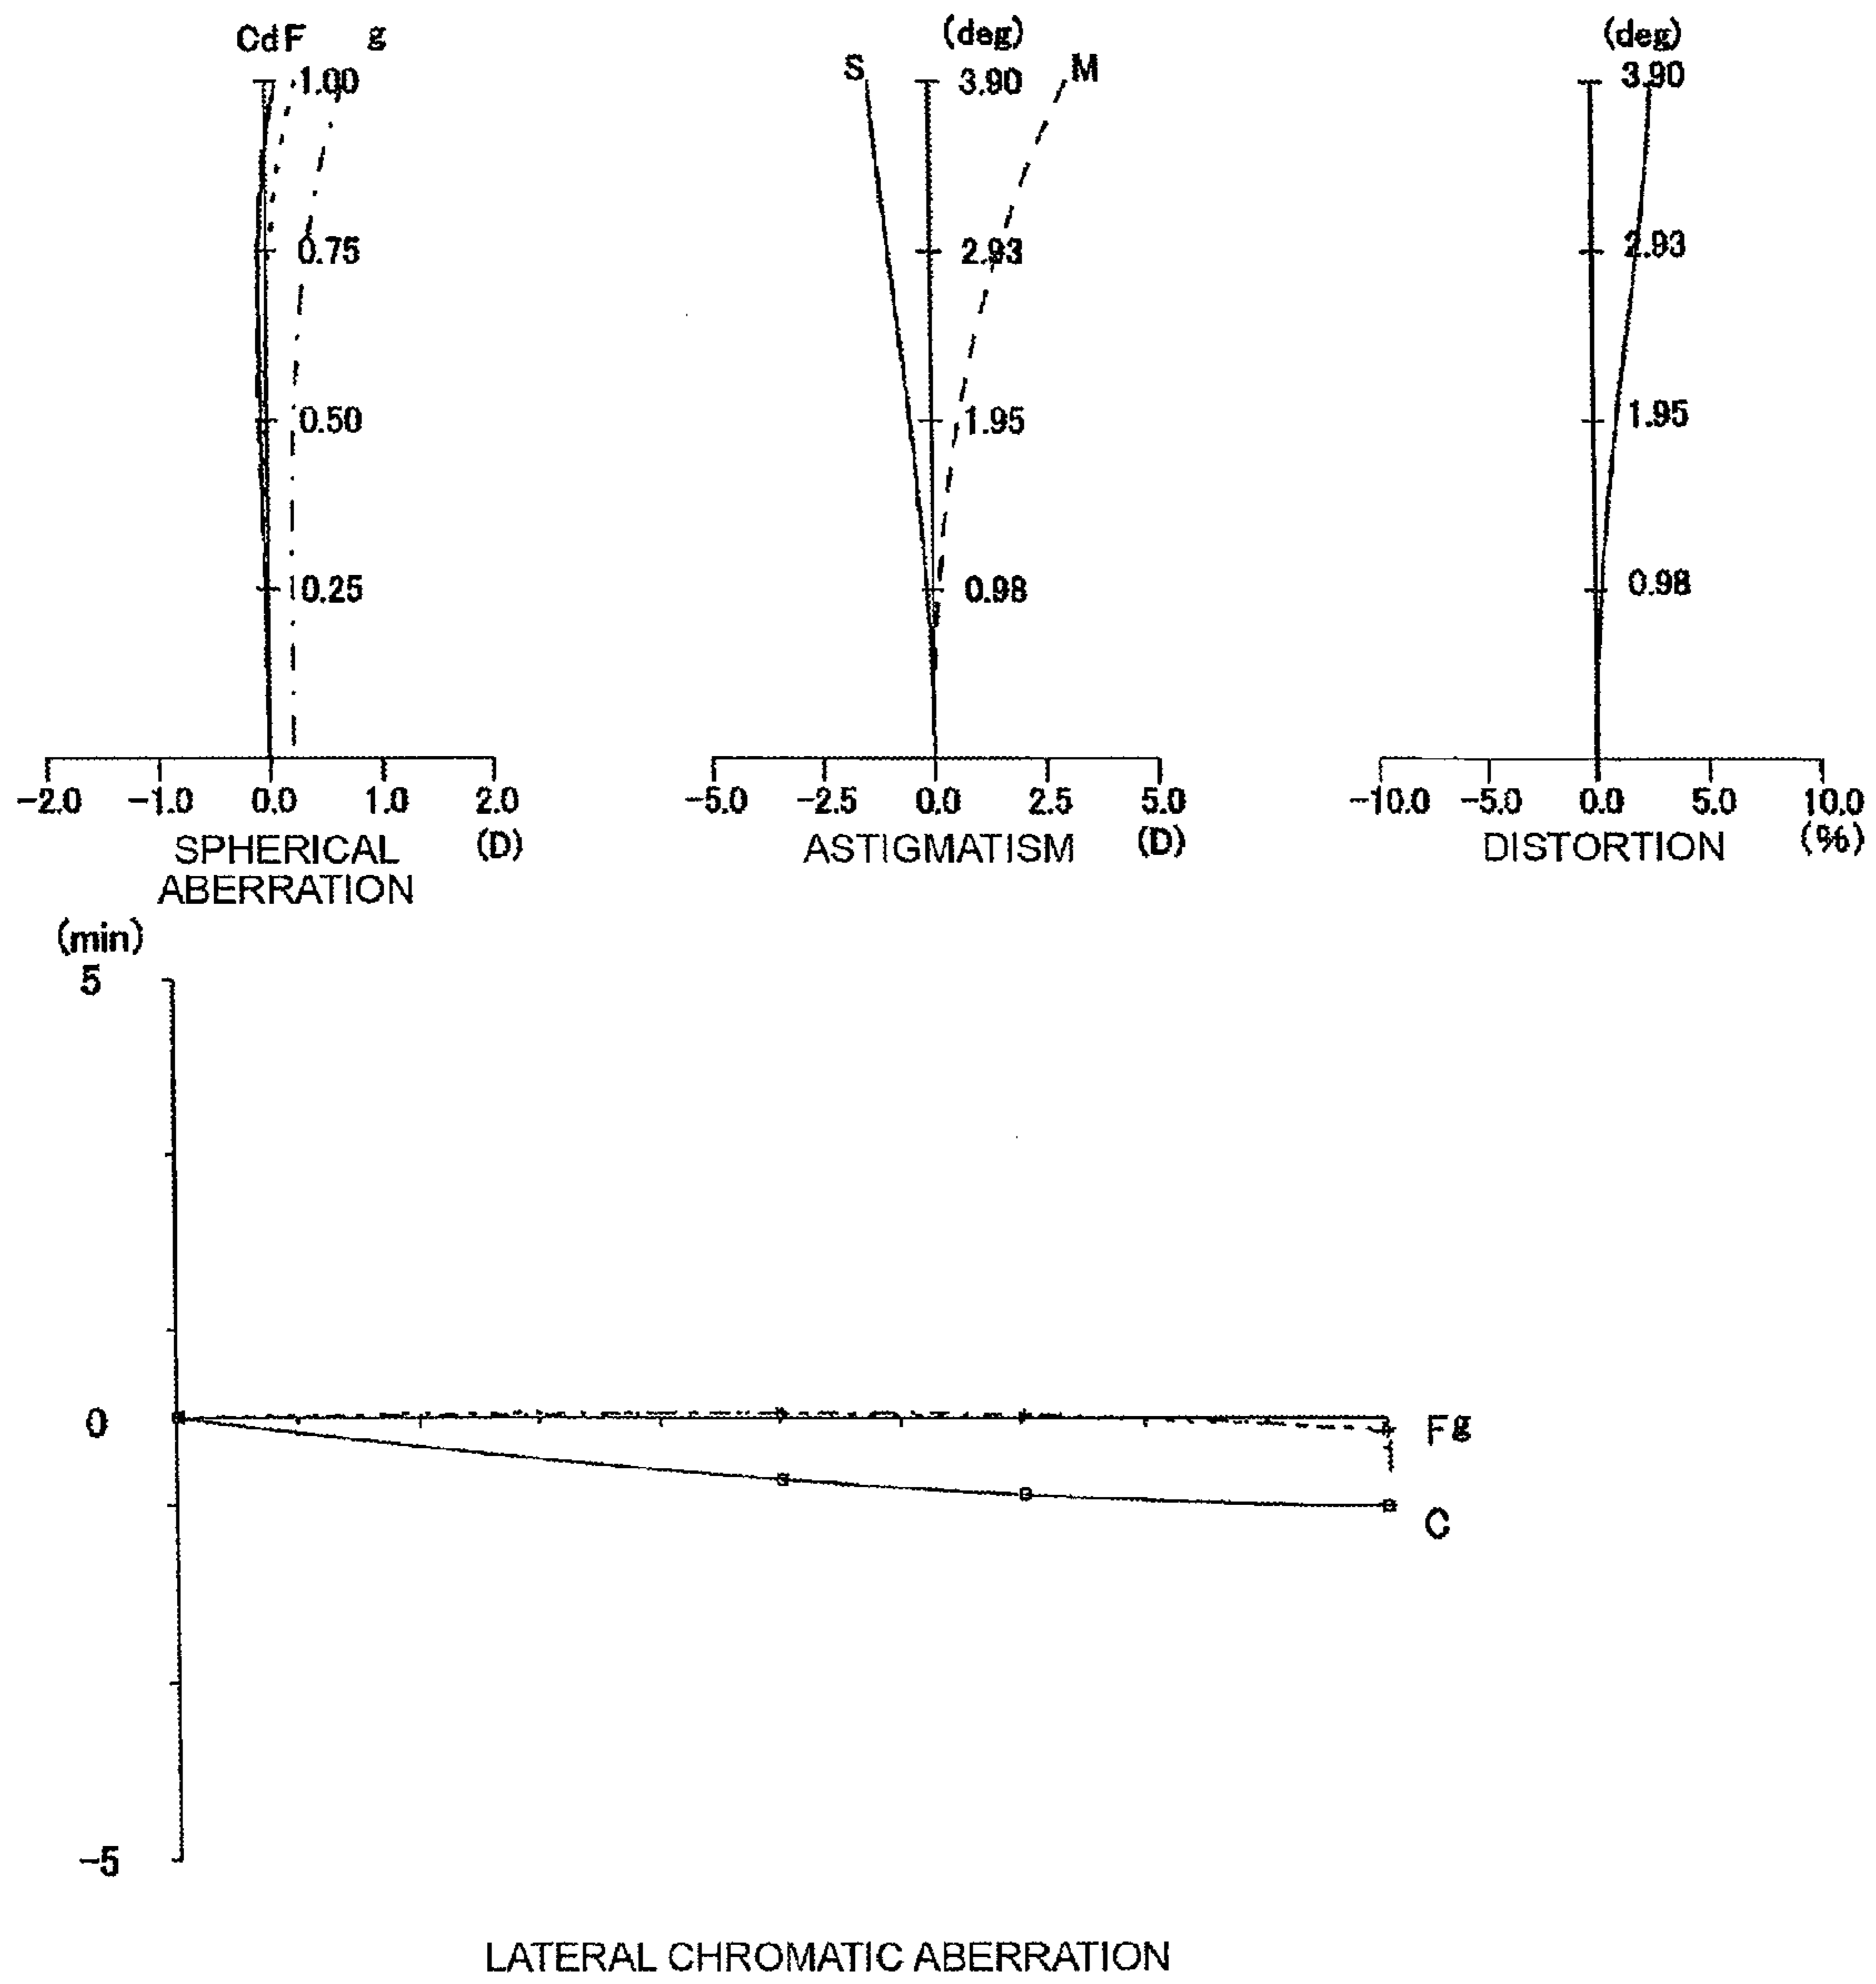 CdF g
1.00
0.75
0.50
0.25
-2.0 -1.0 0.0 1.0 2.0
(D)
SPHERICAL
ABERRATION
(deg)
S 3.90 M
2.93
1.95
0.98
-5.0 -2.5 0.0 2.5 5.0
ASTIGMATISM (D)
(deg)
3.90
2.93
1.95
0.98
-10.0 -5.0 0.0 5.0 10.0
DISTORTION (%)
(min)
5
0
-5
Fg
C
LATERAL CHROMATIC ABERRATION